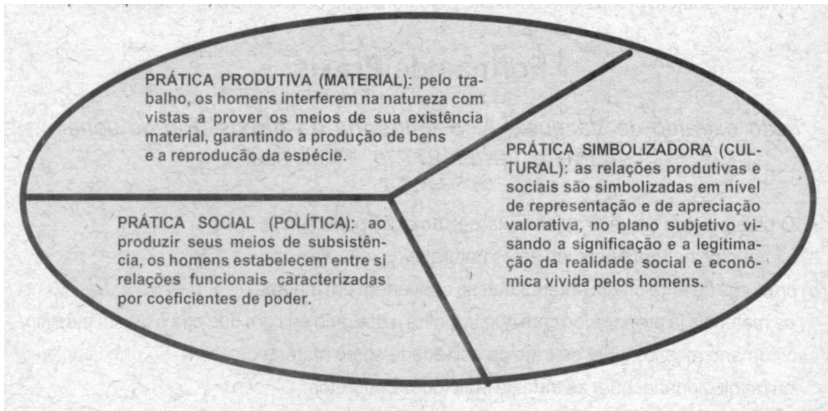 PRÁTICA PRODUTIVA (MATERIAL): pelo tra-
balho, os homens interferem na natureza com
vistas a prover os meios de sua existência
material, garantindo a produção de bens
e a reprodução da espécie.
PRÁTICA SIMBOLIZADORA (CUL-
TURAL): as relações produtivas e
sociais são simbolizadas em nível
de representação e de apreciação
valorativa, no plano subjetivo vi-
sando a significação e a legitima-
ção da realidade social e econô-
mica vivida pelos homens.
PRÁTICA SOCIAL (POLÍTICA): ao
produzir seus meios de subsistên-
cia, os homens estabelecem entre si
relações funcionais caracterizadas
por coeficientes de poder.